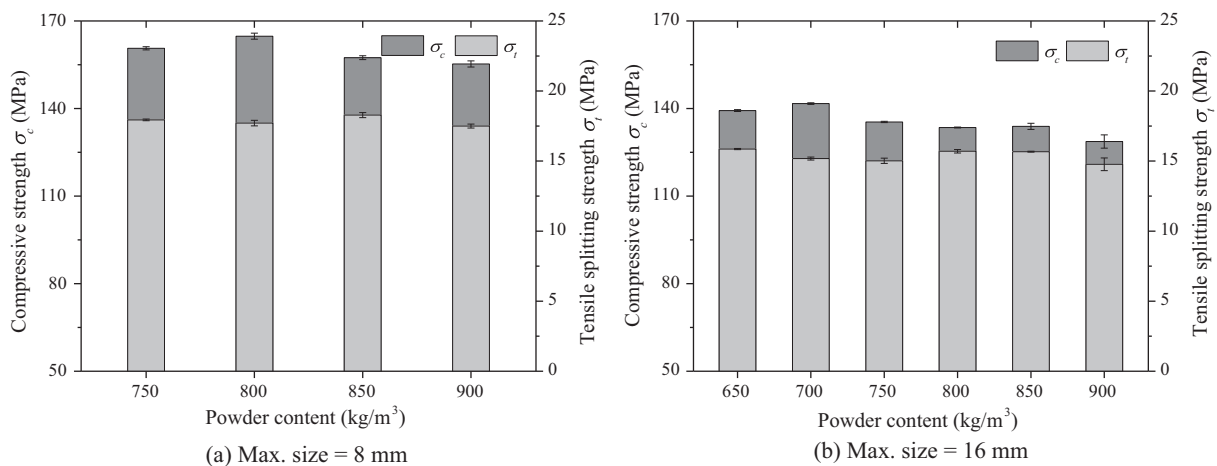 170
140
110
80
50
Compressive strength σc (MPa)
σc σt
25
20
15
10
5
0
Tensile splitting strength σt (MPa)
750 800 850 900
Powder content (kg/m³)
(a) Max. size = 8 mm
170
140
110
80
50
Compressive strength σc (MPa)
σc σt
25
20
15
10
5
0
Tensile splitting strength σt (MPa)
650 700 750 800 850 900
Powder content (kg/m³)
(b) Max. size = 16 mm